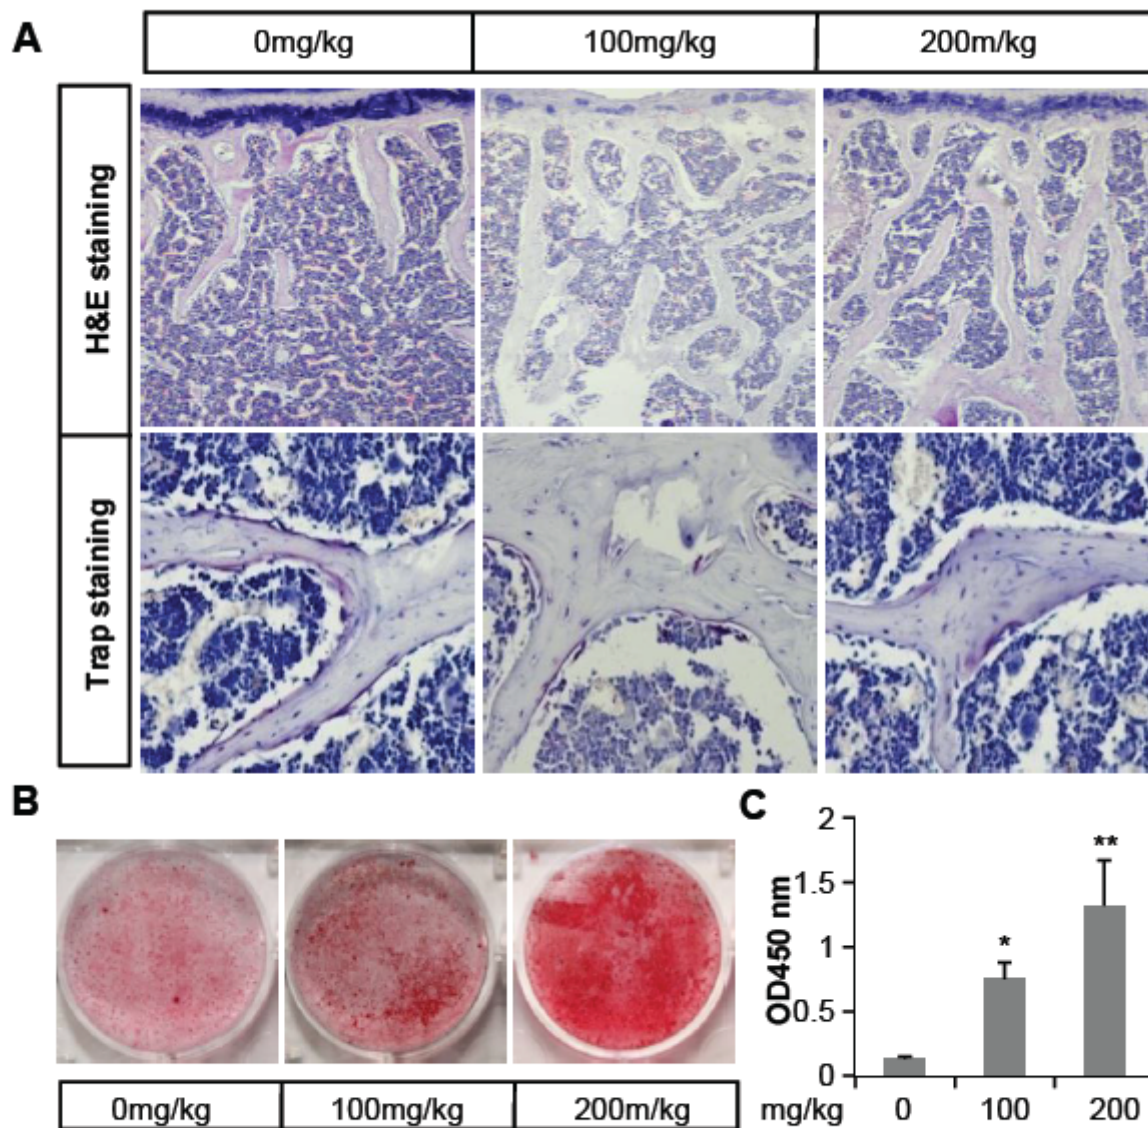 A
0mg/kg 100mg/kg 200m/kg
H&E staining
Trap staining
B
0mg/kg 100mg/kg 200m/kg
C
2
1.5
1
0.5
0
OD450 nm
*
**
mg/kg 0 100 200